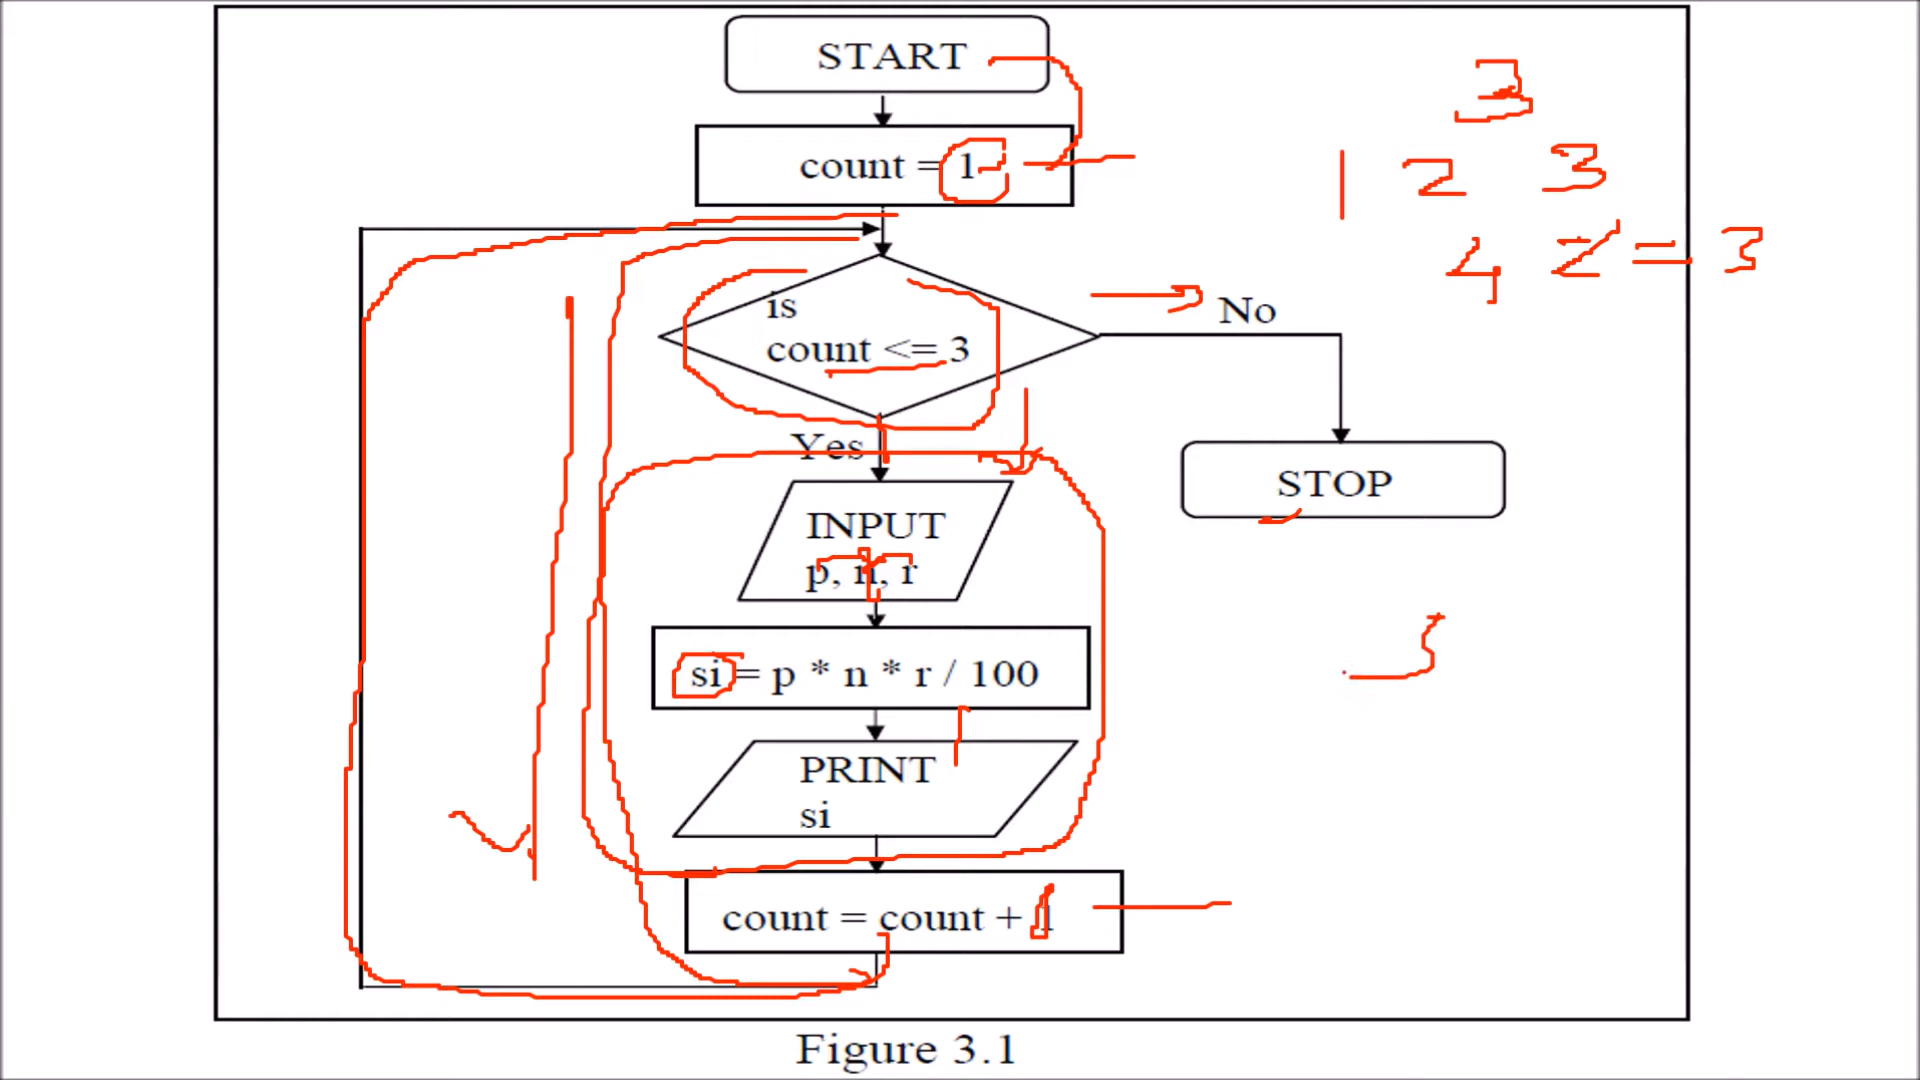 START
3
count = 1
1 2 3
4 <= 3
is
count <= 3
No
Yes
STOP
INPUT
p, n, r
si = p * n * r / 100
PRINT
si
count = count + 1
Figure 3.1